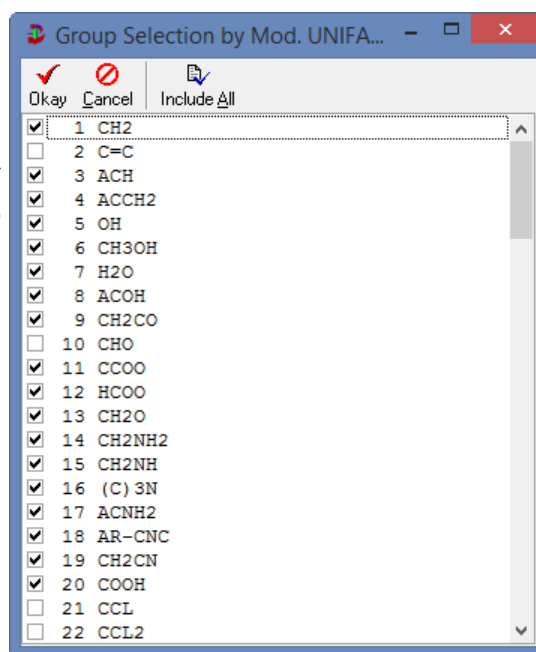 Group Selection by Mod. UNIFA...
Okay Cancel Include All
1 CH2
2 C=C
3 ACH
4 ACCH2
5 OH
6 CH3OH
7 H2O
8 ACOH
9 CH2CO
10 CHO
11 CCOO
12 HCOO
13 CH2O
14 CH2NH2
15 CH2NH
16 (C)3N
17 ACNH2
18 AR-CNC
19 CH2CN
20 COOH
21 CCL
22 CCL2